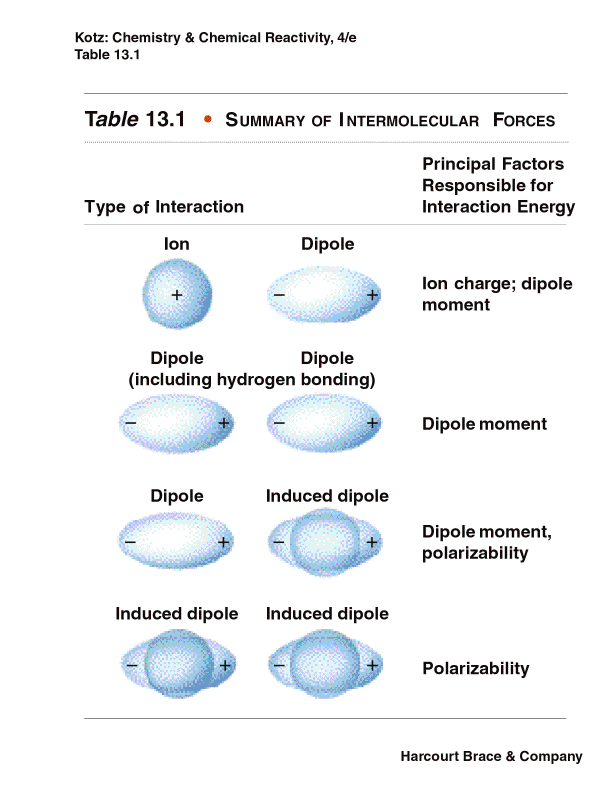 Kotz: Chemistry & Chemical Reactivity, 4/e
Table 13.1
Table 13.1 • SUMMARY OF INTERMOLECULAR FORCES
Principal Factors
Responsible for
Type of Interaction Interaction Energy
Ion Dipole
+ − +
Ion charge; dipole
moment
Dipole Dipole
(including hydrogen bonding)
− + − + Dipole moment
Dipole Induced dipole
− + − +
Dipole moment,
polarizability
Induced dipole Induced dipole
− + − + Polarizability
Harcourt Brace & Company